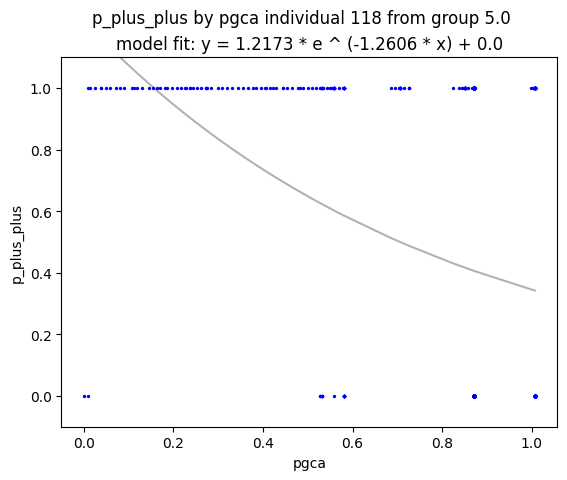 p_plus_plus by pgca individual 118 from group 5.0
model fit: y = 1.2173 * e ^ (-1.2606 * x) + 0.0
1.0
0.8
0.6
0.4
0.2
0.0
p_plus_plus
0.0 0.2 0.4 0.6 0.8 1.0
pgca